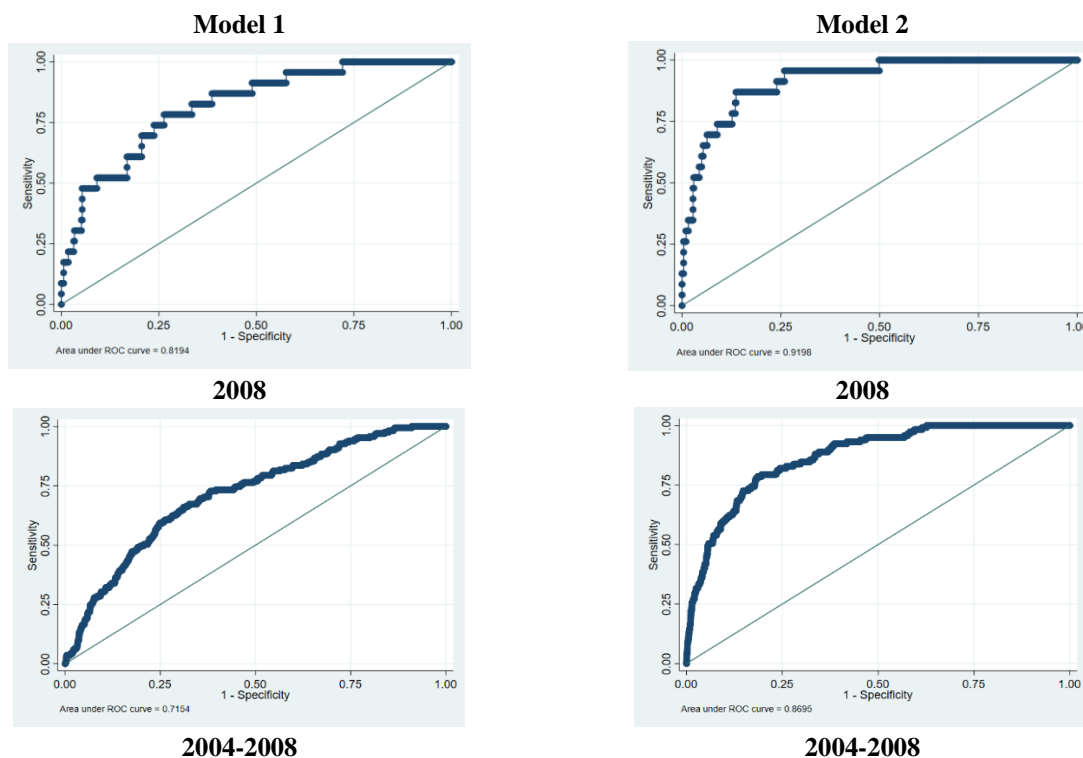 Model 1
Model 2
1.00
0.75
0.50
0.25
0.00
Sensitivity
0.00 0.25 0.50 0.75 1.00
1 - Specificity
Area under ROC curve = 0.8194
1.00
0.75
0.50
0.25
0.00
Sensitivity
0.00 0.25 0.50 0.75 1.00
1 - Specificity
Area under ROC curve = 0.9198
2008
2008
1.00
0.75
0.50
0.25
0.00
Sensitivity
0.00 0.25 0.50 0.75 1.00
1 - Specificity
Area under ROC curve = 0.7154
1.00
0.75
0.50
0.25
0.00
Sensitivity
0.00 0.25 0.50 0.75 1.00
1 - Specificity
Area under ROC curve = 0.8695
2004-2008
2004-2008